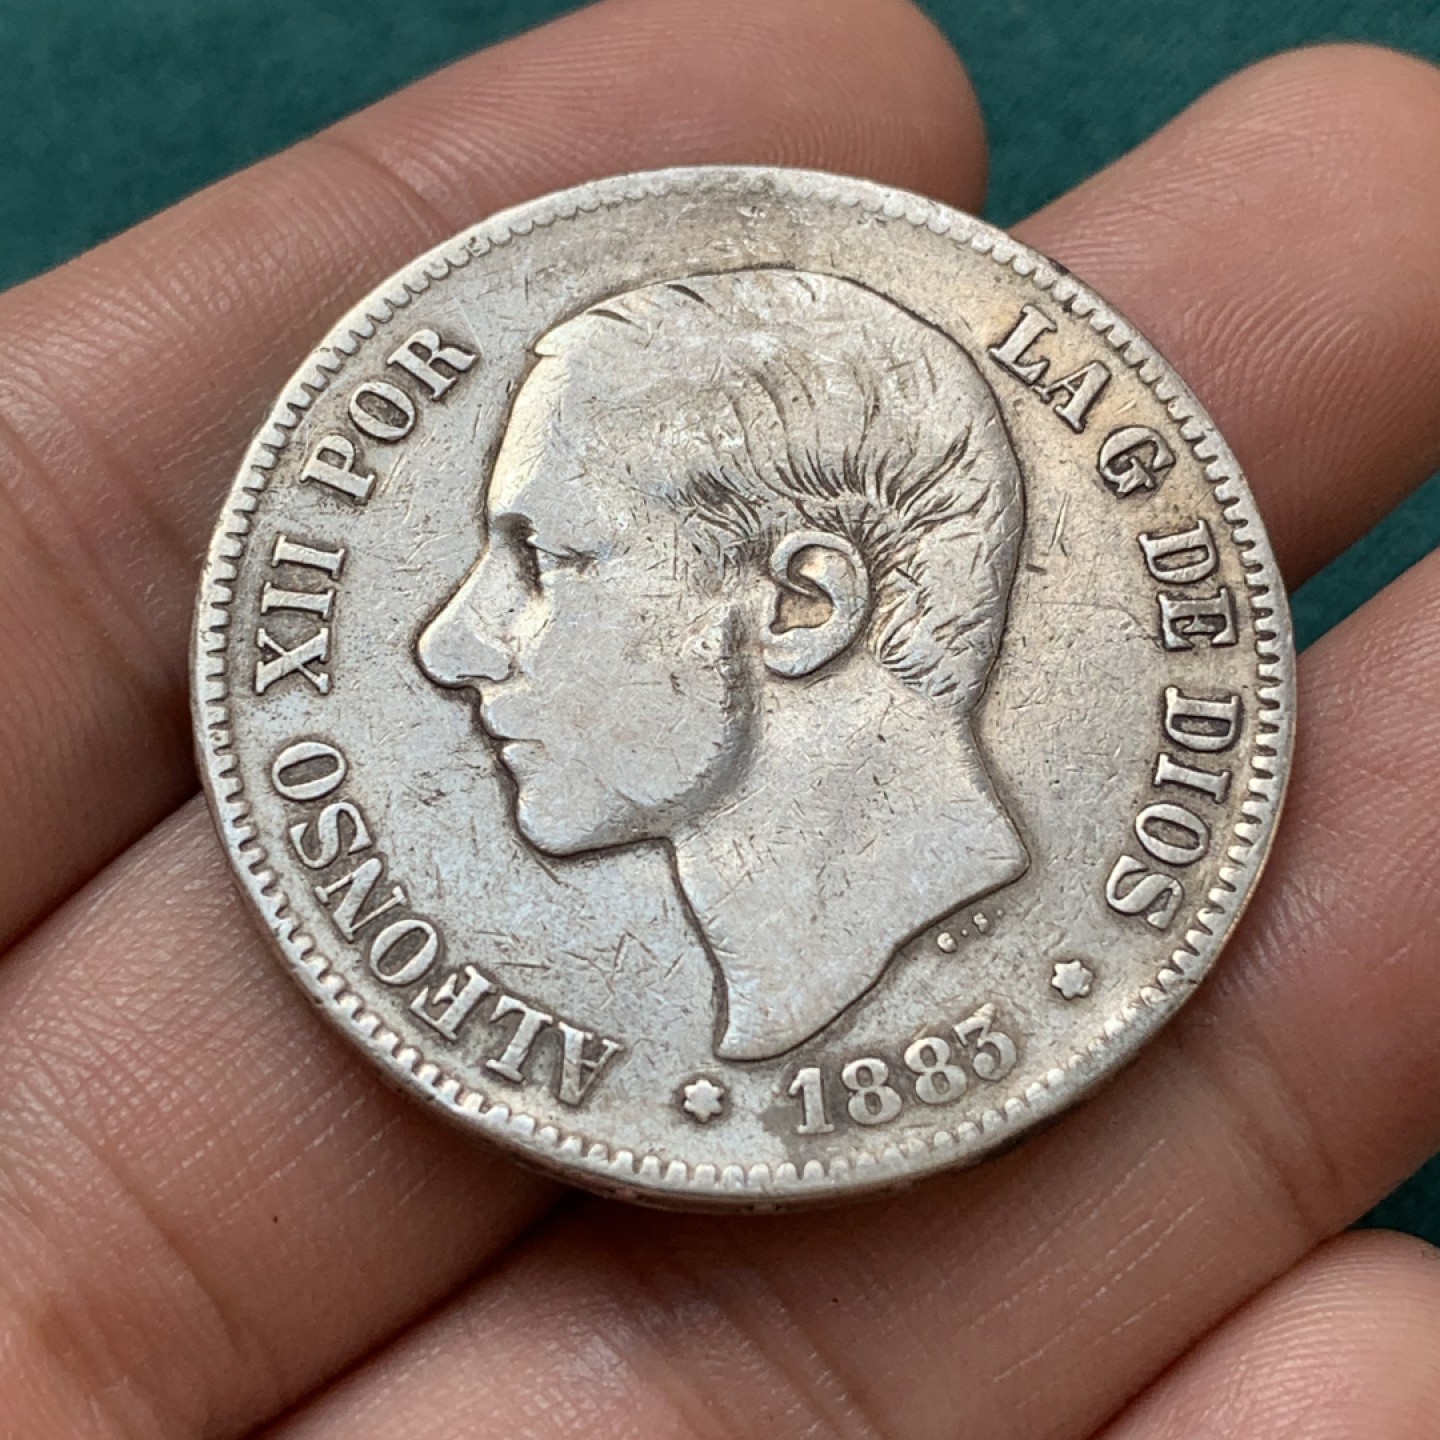 ALFONSO XII POR LA G DE DIOS
* 1883 *
G.S.